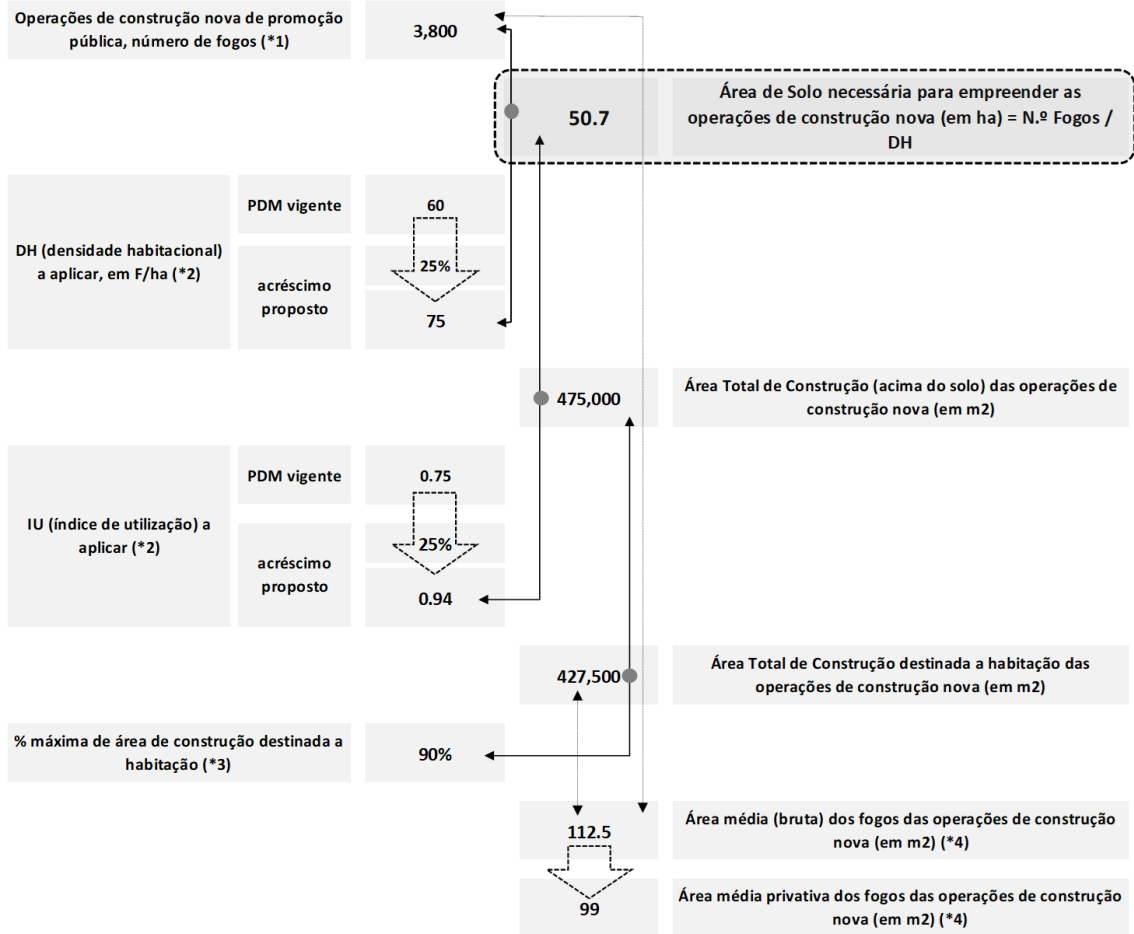 Operações de construção nova de promoção
pública, número de fogos (*1)
3,800
50.7
Área de Solo necessária para empreender as
operações de construção nova (em ha) = N.º Fogos /
DH
DH (densidade habitacional)
a aplicar, em F/ha (*2)
PDM vigente
60
acréscimo
proposto
25%
75
475,000
Área Total de Construção (acima do solo) das operações de
construção nova (em m2)
IU (índice de utilização) a
aplicar (*2)
PDM vigente
0.75
acréscimo
proposto
25%
0.94
427,500
Área Total de Construção destinada a habitação das
operações de construção nova (em m2)
% máxima de área de construção destinada a
habitação (*3)
90%
112.5
Área média (bruta) dos fogos das operações de construção
nova (em m2) (*4)
99
Área média privativa dos fogos das operações de construção
nova (em m2) (*4)